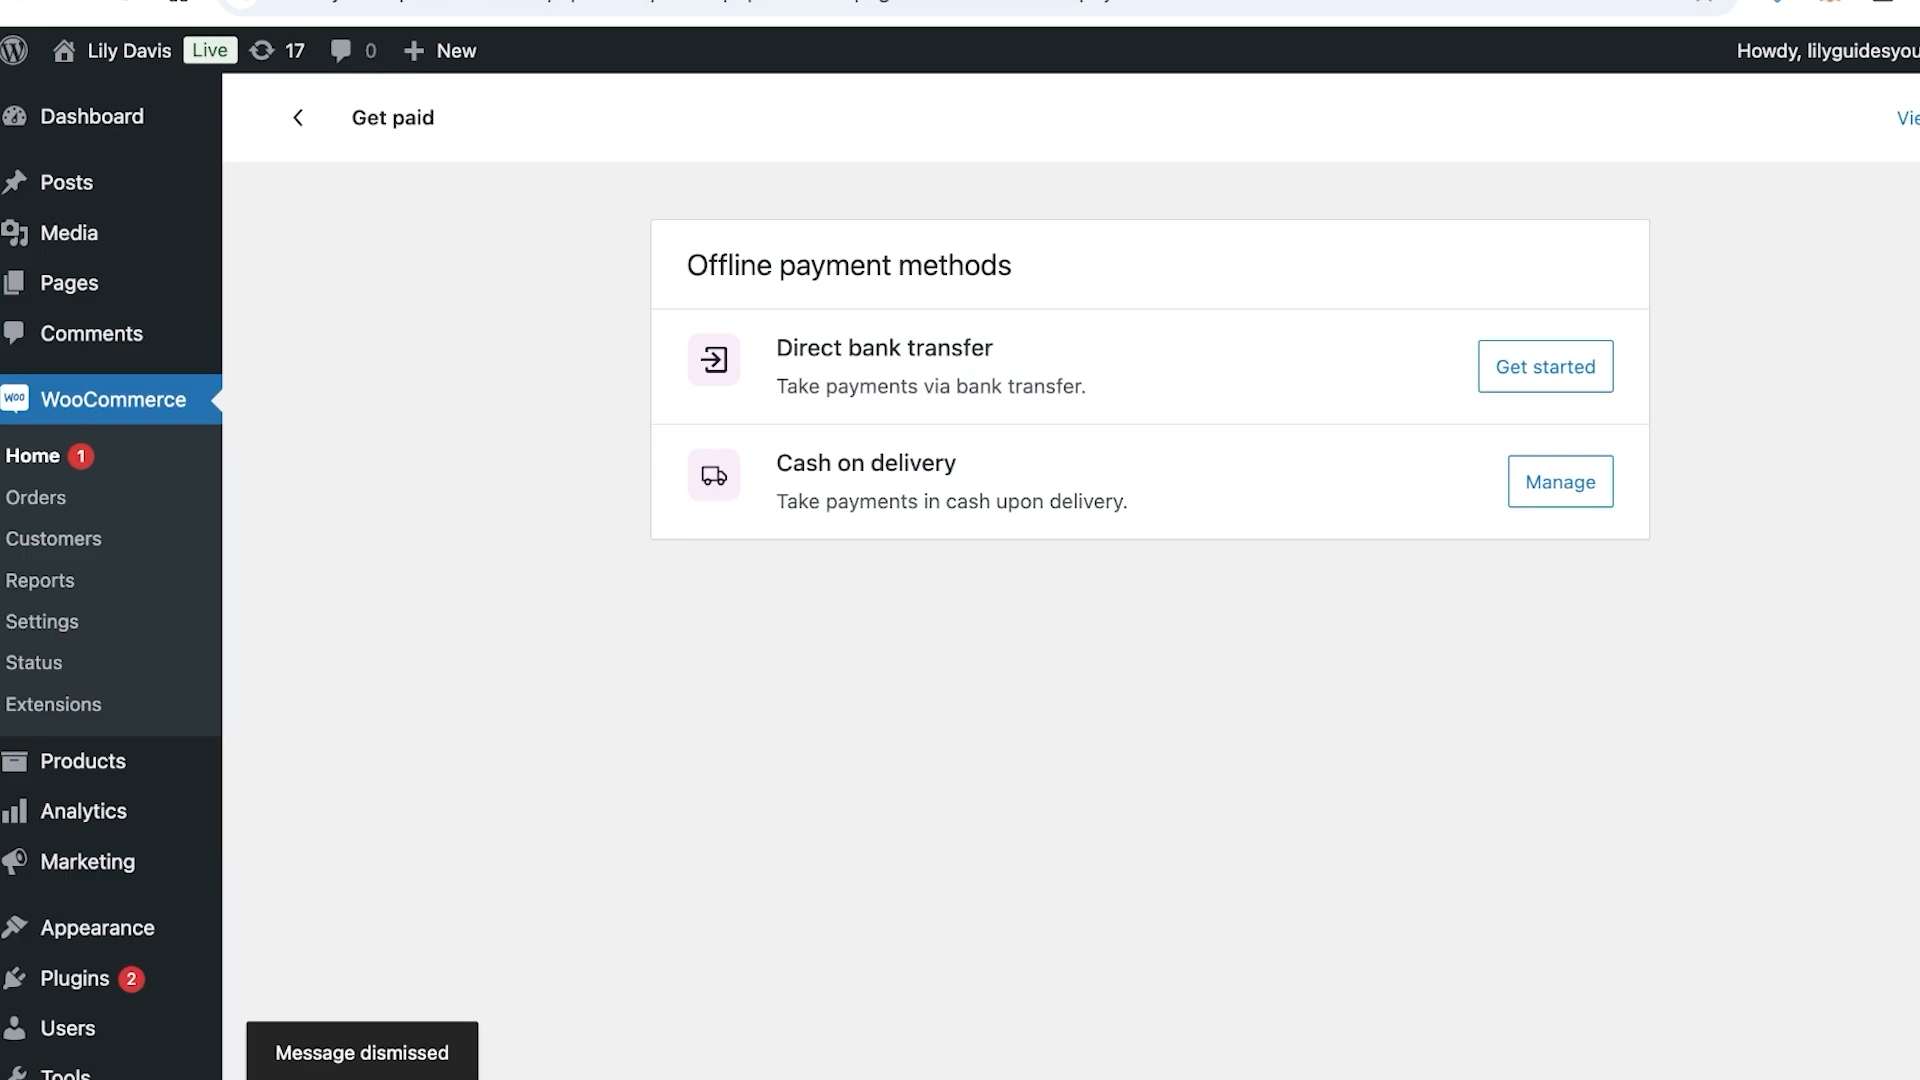 Lily Davis Live 17 0 New
Howdy, lilyguidesyou
Dashboard
Get paid
Posts
Media
Pages
Comments
WOO WooCommerce
Home 1
Orders
Customers
Reports
Settings
Status
Extensions
Products
Analytics
Marketing
Appearance
Plugins 2
Users
Tools
Offline payment methods
Direct bank transfer
Take payments via bank transfer.
Get started
Cash on delivery
Take payments in cash upon delivery.
Manage
Message dismissed